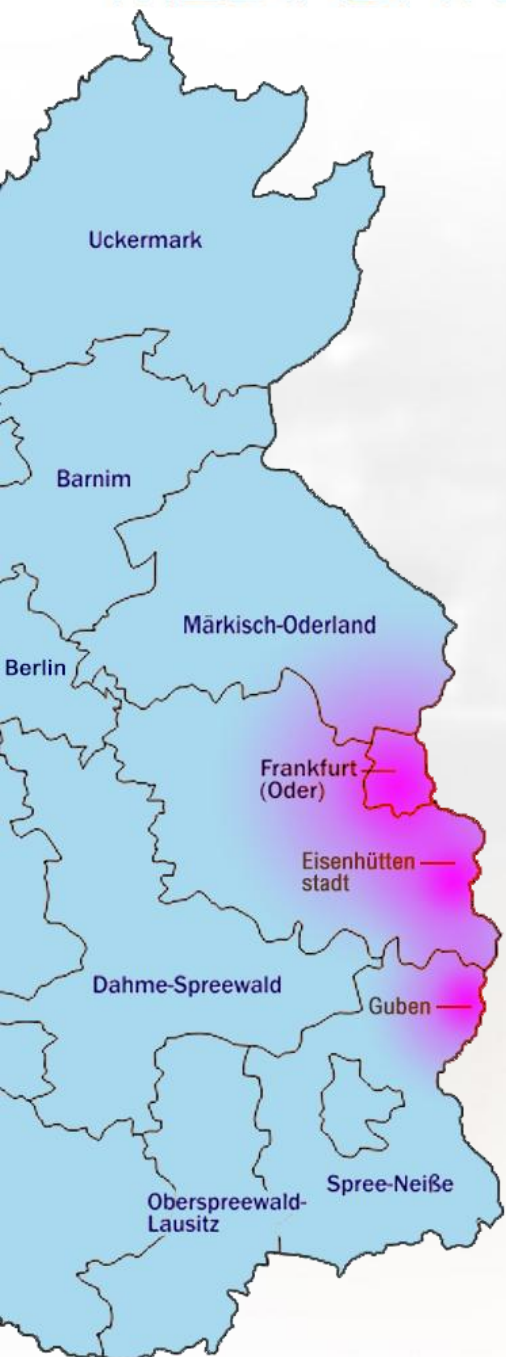 Uckermark
Barnim
Märkisch-Oderland
Berlin
Frankfurt
(Oder)
Eisenhütten
stadt
Dahme-Spreewald
Guben
Spree-Neiße
Oberspreewald-
Lausitz